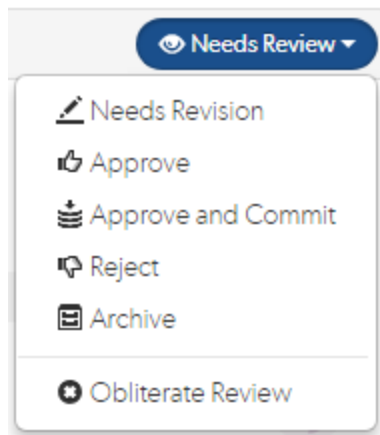 Needs Review
Needs Revision
Approve
Approve and Commit
Reject
Archive
Obliterate Review